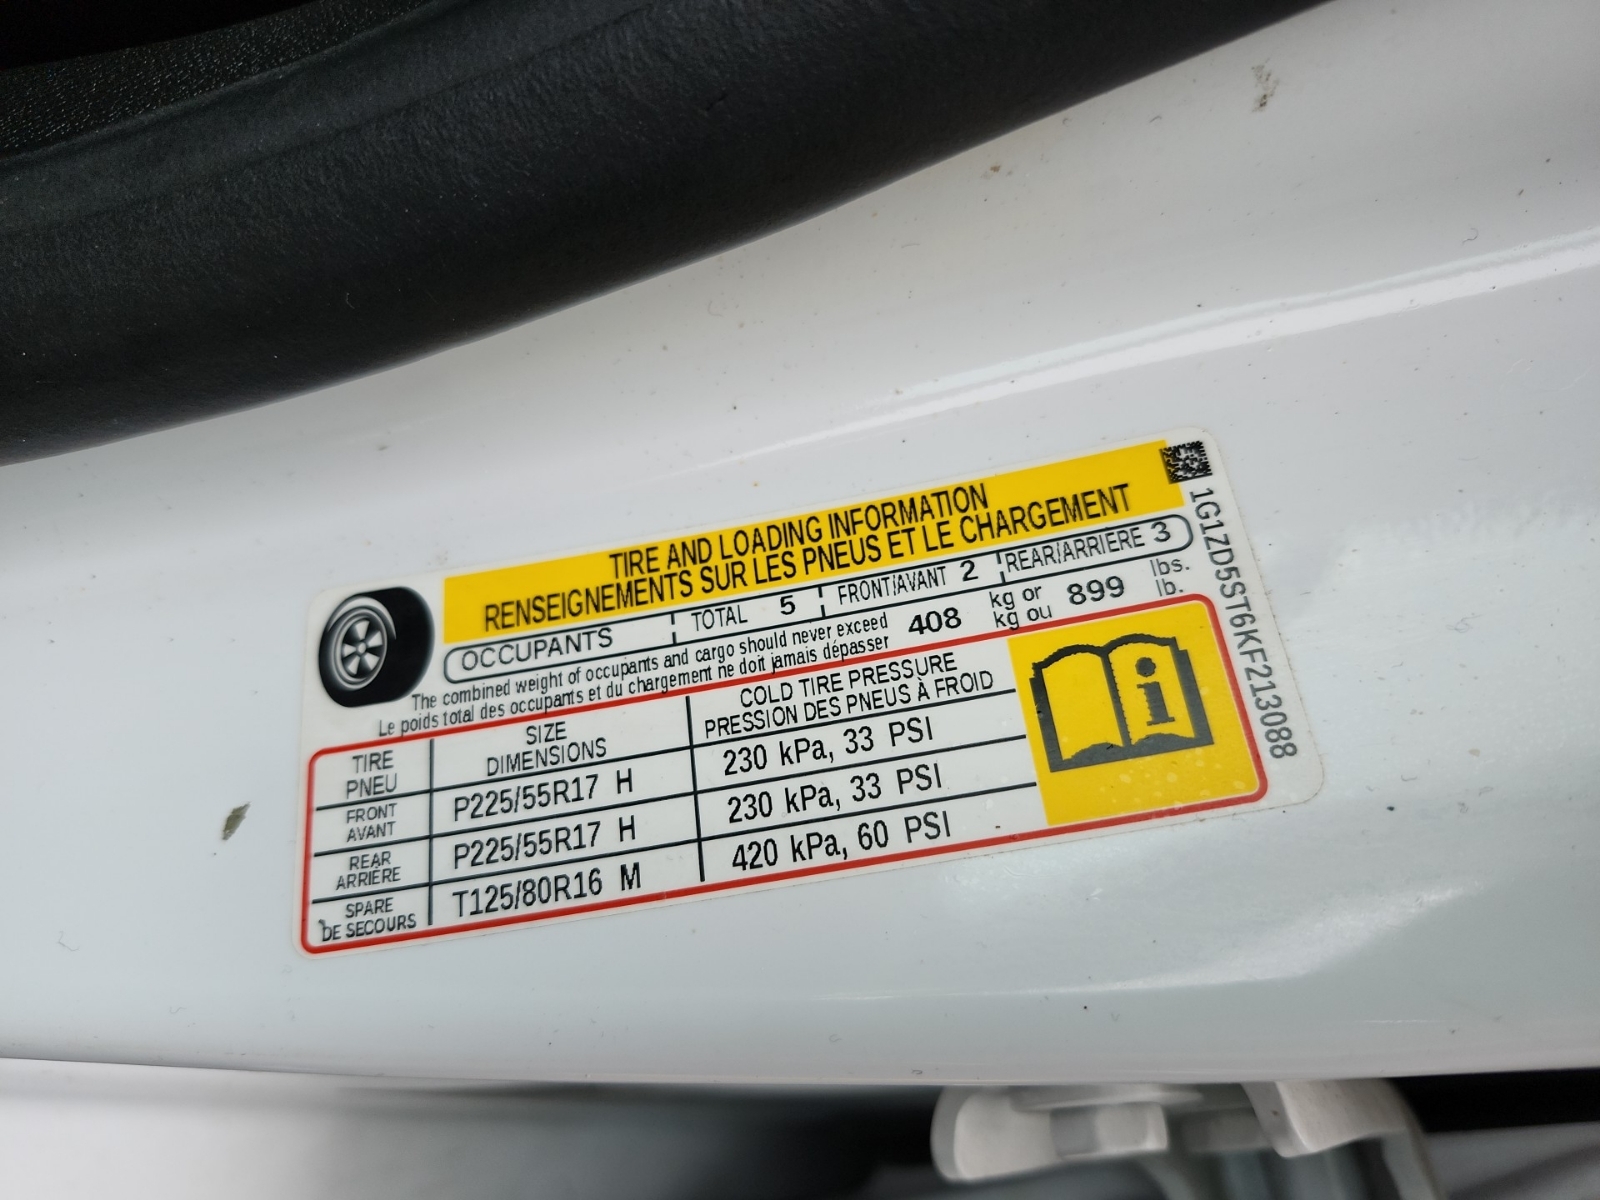 TIRE AND LOADING INFORMATION
RENSEIGNEMENTS SUR LES PNEUS ET LE CHARGEMENT
OCCUPANTS TOTAL 5 FRONT/AVANT 2 REAR/ARRIÈRE 3
The combined weight of occupants and cargo should never exceed 408 kg or 899 lbs.
Le poids total des occupants et du chargement ne doit jamais dépasser kg ou lb.
TIRE SIZE COLD TIRE PRESSURE
PNEU DIMENSIONS PRESSION DES PNEUS À FROID
FRONT P225/55R17 H 230 kPa, 33 PSI
AVANT
REAR P225/55R17 H 230 kPa, 33 PSI
ARRIÈRE
SPARE T125/80R16 M 420 kPa, 60 PSI
DE SECOURS
i
1G1ZD5ST6KF213088